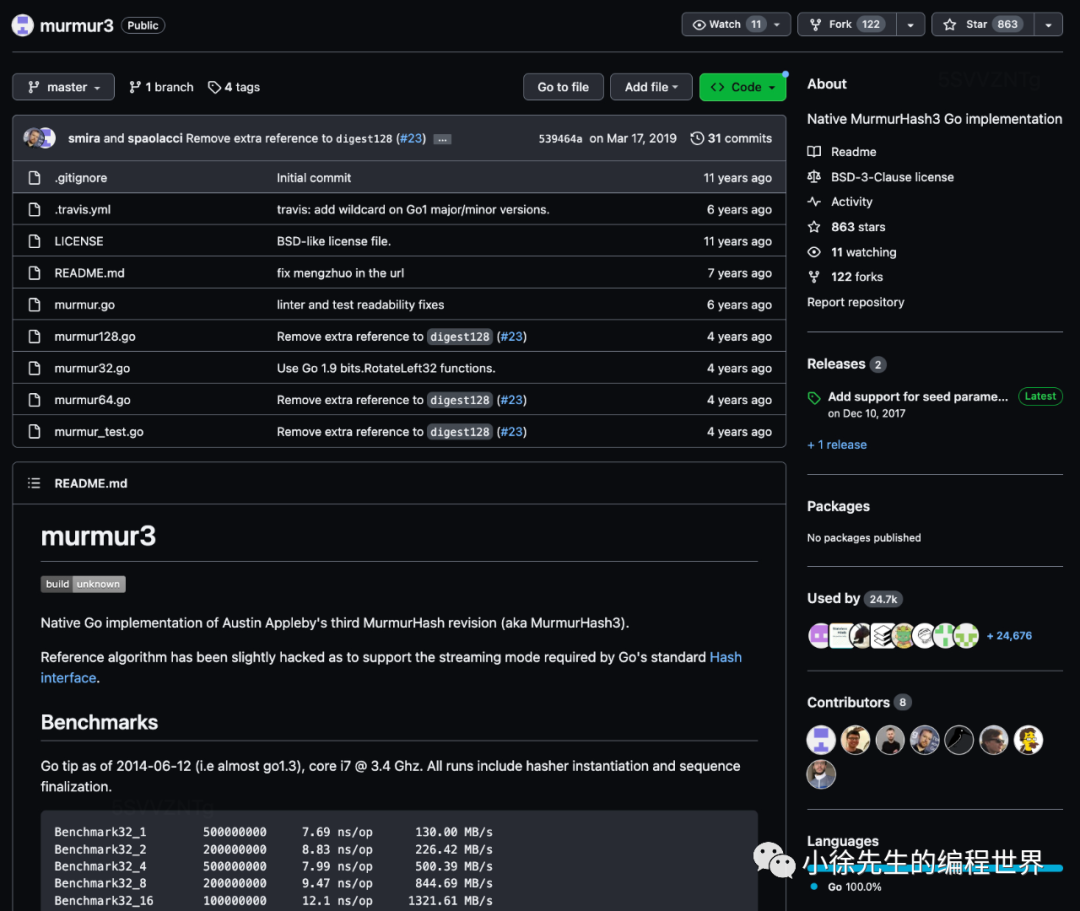 murmur3 Public
Watch 11 Fork 122 Star 863
master 1 branch 4 tags Go to file Add file Code
smira and spaolacci Remove extra reference to digest128 (#23) ... 539464a on Mar 17, 2019 31 commits
.gitignore Initial commit 11 years ago
.travis.yml travis: add wildcard on Go1 major/minor versions. 6 years ago
LICENSE BSD-like license file. 11 years ago
README.md fix mengzhuo in the url 7 years ago
murmur.go linter and test readability fixes 6 years ago
murmur128.go Remove extra reference to digest128 (#23) 4 years ago
murmur32.go Use Go 1.9 bits.RotateLeft32 functions. 4 years ago
murmur64.go Remove extra reference to digest128 (#23) 4 years ago
murmur_test.go Remove extra reference to digest128 (#23) 4 years ago
README.md
murmur3
build unknown
Native Go implementation of Austin Appleby's third MurmurHash revision (aka MurmurHash3).
Reference algorithm has been slightly hacked as to support the streaming mode required by Go's standard Hash
interface.
Benchmarks
Go tip as of 2014-06-12 (i.e almost go1.3), core i7 @ 3.4 Ghz. All runs include hasher instantiation and sequence
finalization.
Benchmark32_1 500000000 7.69 ns/op 130.00 MB/s
Benchmark32_2 200000000 8.83 ns/op 226.42 MB/s
Benchmark32_4 500000000 7.99 ns/op 500.39 MB/s
Benchmark32_8 200000000 9.47 ns/op 844.69 MB/s
Benchmark32_16 100000000 12.1 ns/op 1321.61 MB/s
About
Native MurmurHash3 Go implementation
Readme
BSD-3-Clause license
Activity
863 stars
11 watching
122 forks
Report repository
Releases 2
Add support for seed parame... Latest
on Dec 10, 2017
+ 1 release
Packages
No packages published
Used by 24.7k
+ 24,676
Contributors 8
Languages
Go 100.0%
小徐先生的编程世界